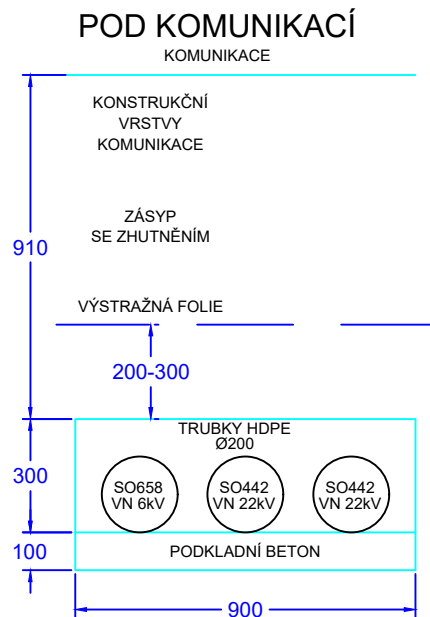 POD KOMUNIKACÍ
KOMUNIKACE
KONSTRUKČNÍ
VRSTVY
KOMUNIKACE
ZÁSYP
SE ZHUTNĚNÍM
910
VÝSTRAŽNÁ FOLIE
200-300
TRUBKY HDPE
Ø200
300
SO658
VN 6kV
SO442
VN 22kV
SO442
VN 22kV
100
PODKLADNÍ BETON
900